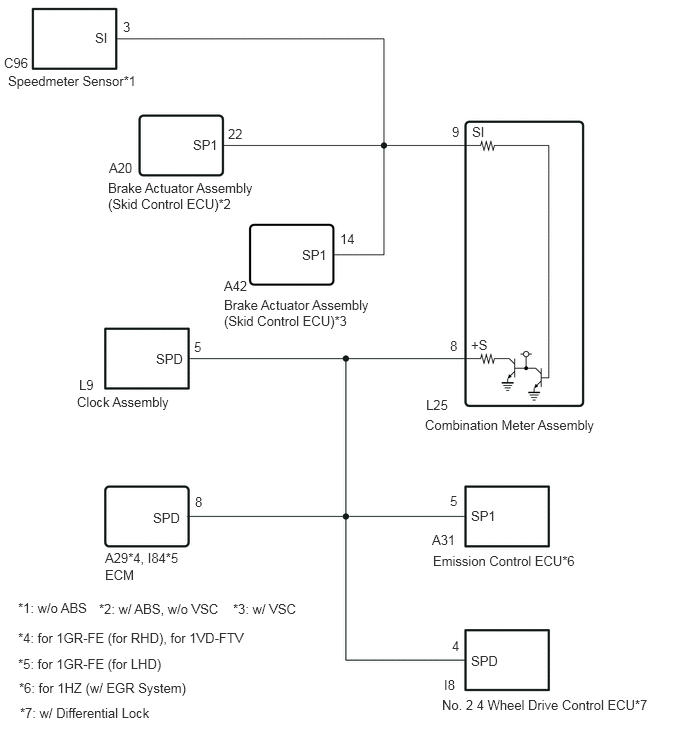 3
SI
C96
Speedmeter Sensor*1
22
SP1
A20
Brake Actuator Assembly
(Skid Control ECU)*2
9 SI
14
SP1
A42
Brake Actuator Assembly
(Skid Control ECU)*3
5
SPD
L9
Clock Assembly
8 +S
L25
Combination Meter Assembly
8
SPD
A29*4, I84*5
ECM
5
SP1
A31
Emission Control ECU*6
4
SPD
I8
No. 2 4 Wheel Drive Control ECU*7
*1: w/o ABS *2: w/ ABS, w/o VSC *3: w/ VSC
*4: for 1GR-FE (for RHD), for 1VD-FTV
*5: for 1GR-FE (for LHD)
*6: for 1HZ (w/ EGR System)
*7: w/ Differential Lock